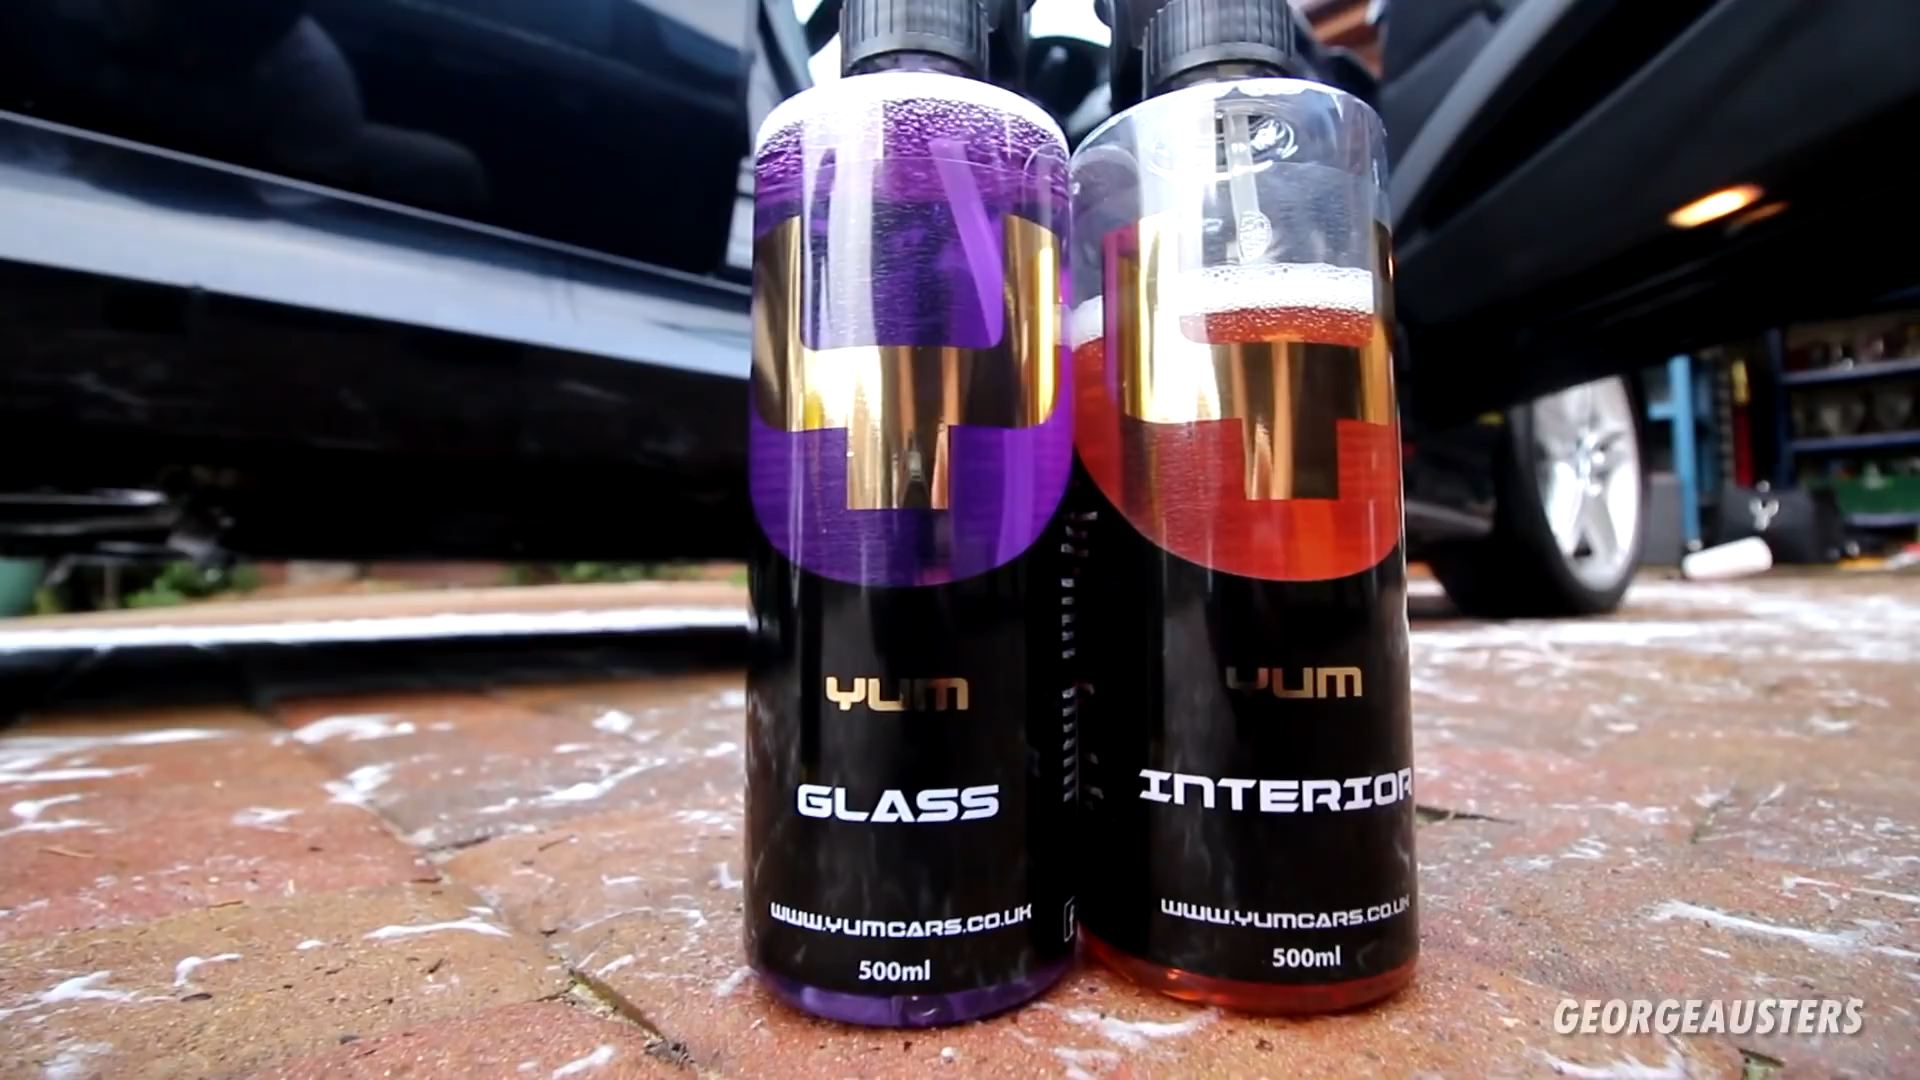 YUM
GLASS
WWW.YUMCARS.CO.UK
500ml
YUM
INTERIOR
WWW.YUMCARS.CO.UK
500ml
GEORGEAUSTERS